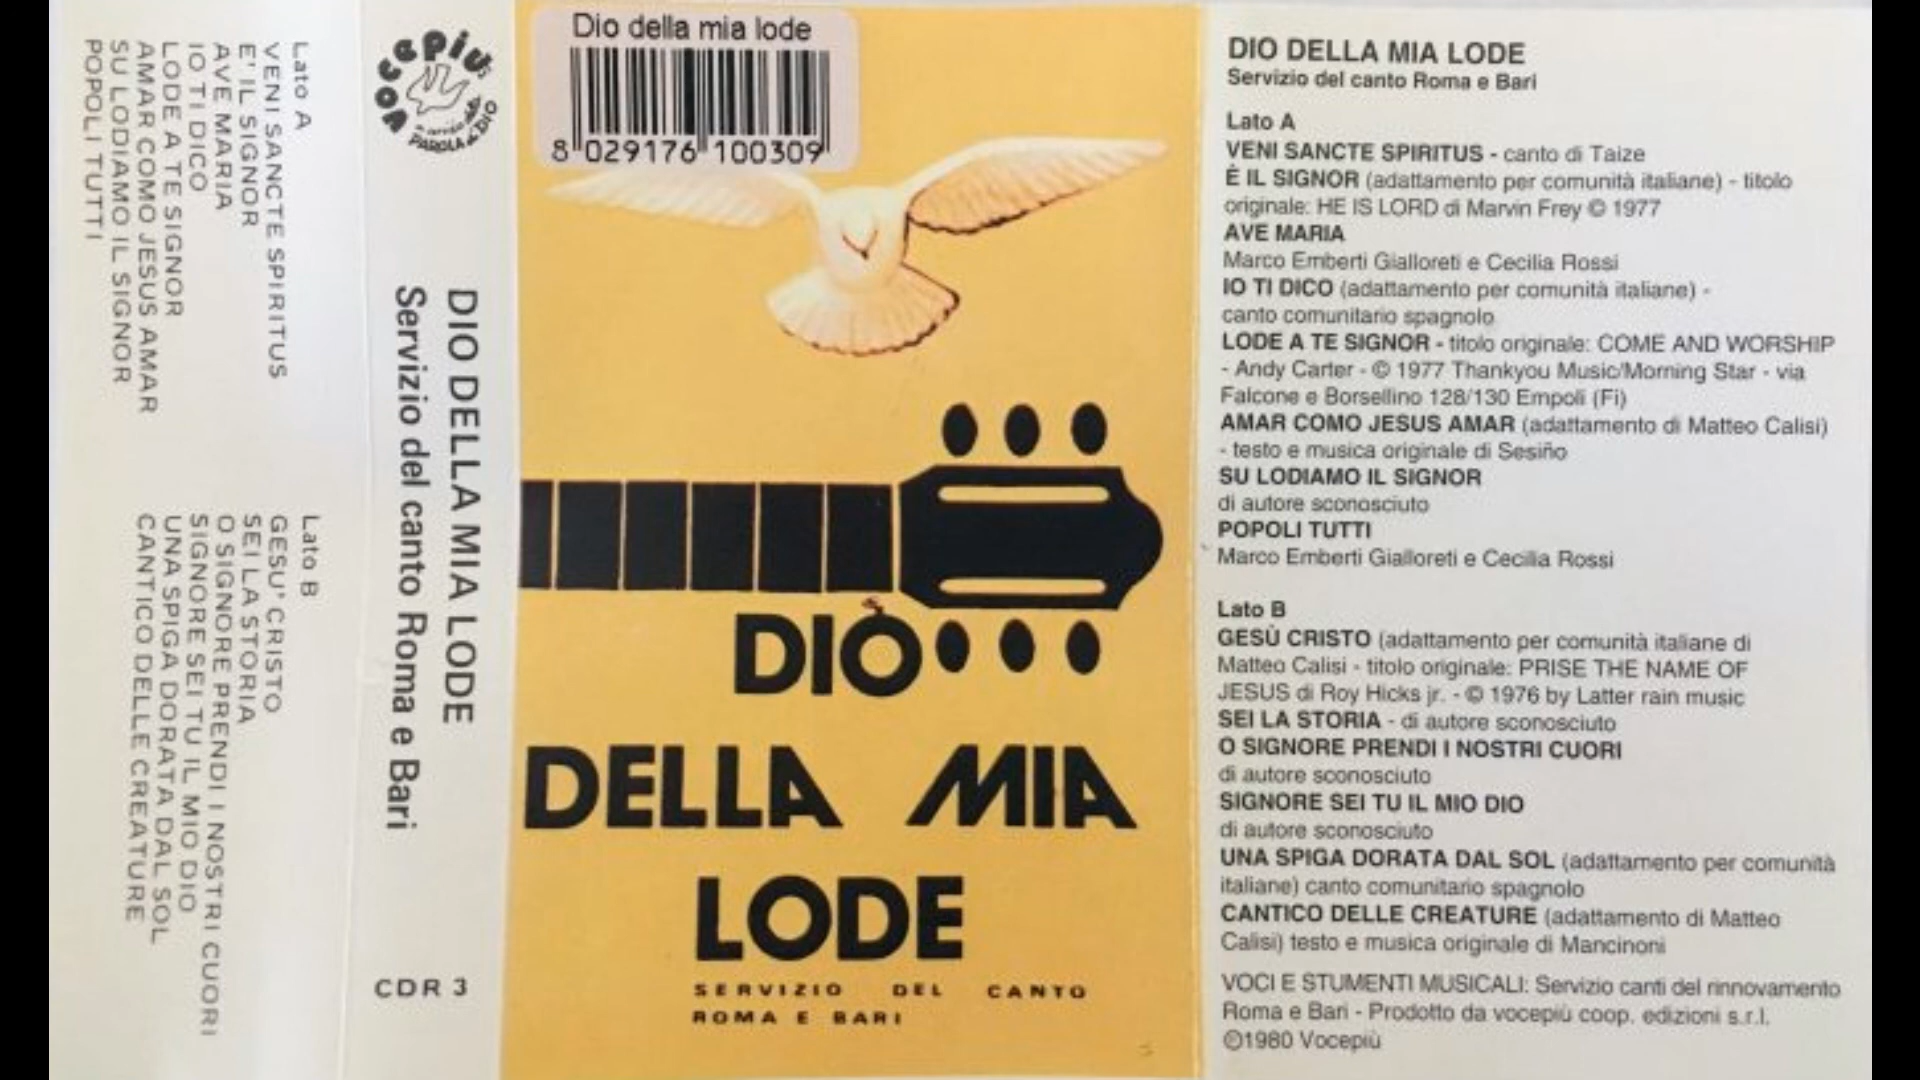 Lato A
VENI SANCTE SPIRITUS
E' IL SIGNOR
AVE MARIA
IO TI DICO
LODE A TE SIGNOR
AMAR COMO JESUS AMAR
SU LODIAMO IL SIGNOR
POPOLI TUTTI
Lato B
GESU' CRISTO
SEI LA STORIA
O SIGNORE PRENDI I NOSTRI CUORI
SIGNORE SEI TU IL MIO DIO
UNA SPIGA DORATA DAL SOL
CANTICO DELLE CREATURE
PAROLA di DIO
DIO DELLA MIA LODE
Servizio del canto Roma e Bari
CDR 3
Dio della mia lode
8 029176 100309
DIO
DELLA MIA
LODE
SERVIZIO DEL CANTO
ROMA E BARI
DIO DELLA MIA LODE
Servizio del canto Roma e Bari
Lato A
VENI SANCTE SPIRITUS - canto di Taize
È IL SIGNOR (adattamento per comunità italiane) - titolo
originale: HE IS LORD di Marvin Frey © 1977
AVE MARIA
Marco Emberti Gialloreti e Cecilia Rossi
IO TI DICO (adattamento per comunità italiane) -
canto comunitario spagnolo
LODE A TE SIGNOR - titolo originale: COME AND WORSHIP
- Andy Carter - © 1977 Thankyou Music/Morning Star - via
Falcone e Borsellino 128/130 Empoli (Fi)
AMAR COMO JESUS AMAR (adattamento di Matteo Calisi)
- testo e musica originale di Sesiño
SU LODIAMO IL SIGNOR
di autore sconosciuto
POPOLI TUTTI
Marco Emberti Gialloreti e Cecilia Rossi
Lato B
GESÙ CRISTO (adattamento per comunità italiane di
Matteo Calisi - titolo originale: PRISE THE NAME OF
JESUS di Roy Hicks jr. - © 1976 by Latter rain music
SEI LA STORIA - di autore sconosciuto
O SIGNORE PRENDI I NOSTRI CUORI
di autore sconosciuto
SIGNORE SEI TU IL MIO DIO
di autore sconosciuto
UNA SPIGA DORATA DAL SOL (adattamento per comunità
italiane) canto comunitario spagnolo
CANTICO DELLE CREATURE (adattamento di Matteo
Calisi) testo e musica originale di Mancinoni
VOCI E STUMENTI MUSICALI: Servizio canti del rinnovamento
Roma e Bari - Prodotto da vocepiù coop. edizioni s.r.l.
℗1980 Vocepiù